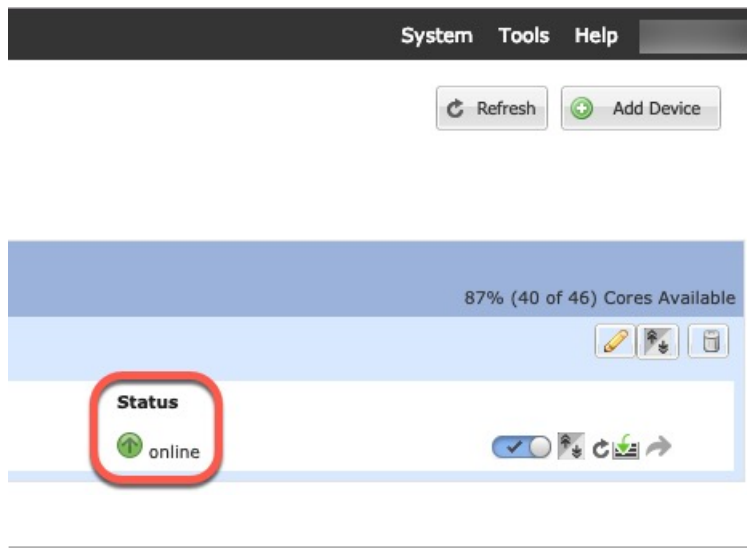 System Tools Help
Refresh Add Device
87% (40 of 46) Cores Available
Status
online